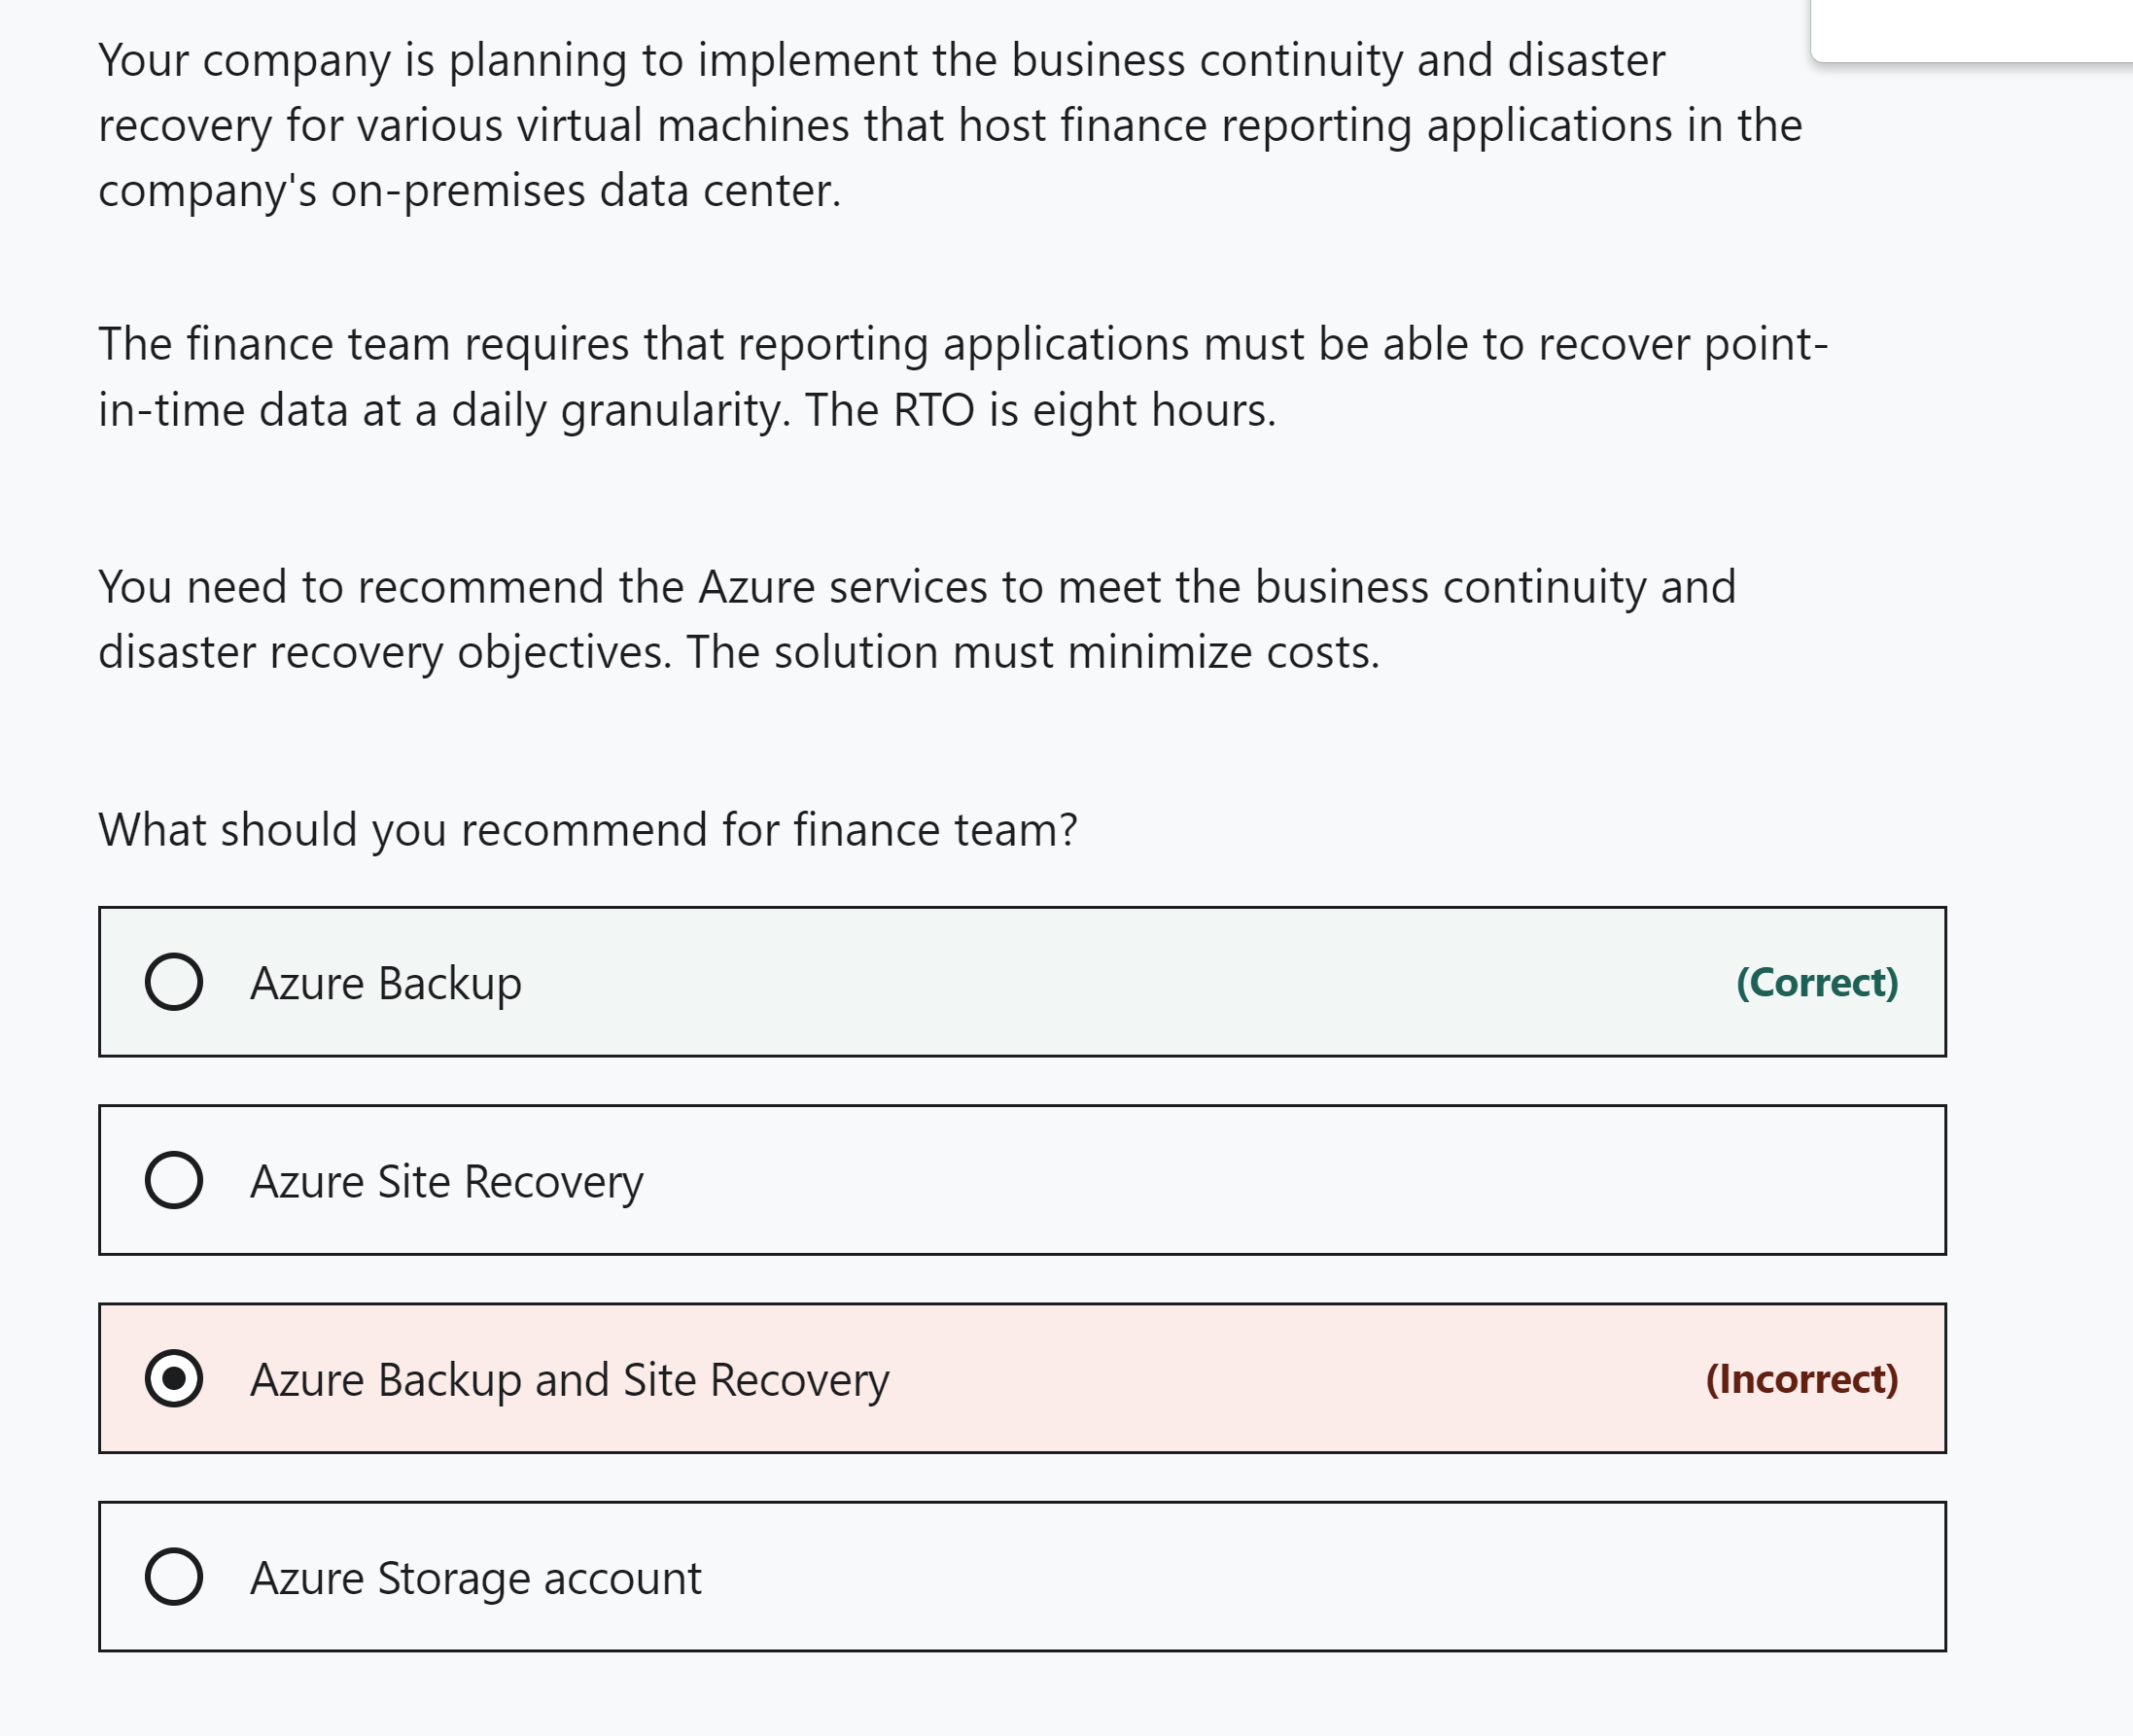 Your company is planning to implement the business continuity and disaster
recovery for various virtual machines that host finance reporting applications in the
company's on-premises data center.
The finance team requires that reporting applications must be able to recover point-
in-time data at a daily granularity. The RTO is eight hours.
You need to recommend the Azure services to meet the business continuity and
disaster recovery objectives. The solution must minimize costs.
What should you recommend for finance team?
Azure Backup (Correct)
Azure Site Recovery
Azure Backup and Site Recovery (Incorrect)
Azure Storage account